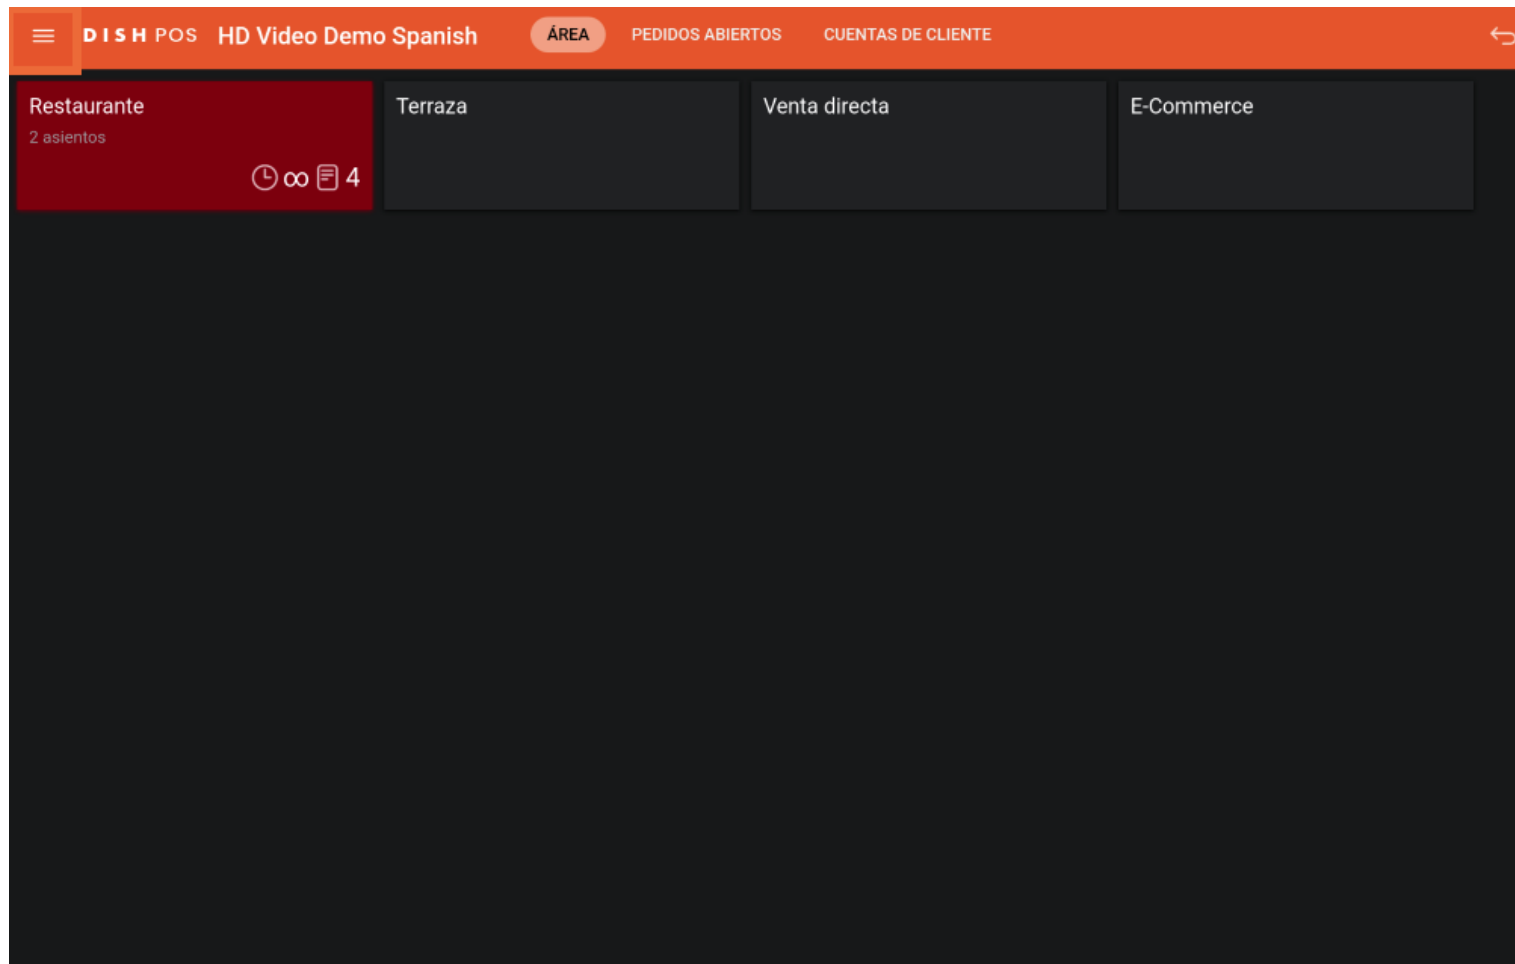 DISH POS HD Video Demo Spanish ÁREA PEDIDOS ABIERTOS CUENTAS DE CLIENTE
Restaurante
2 asientos
∞ 4
Terraza
Venta directa
E-Commerce